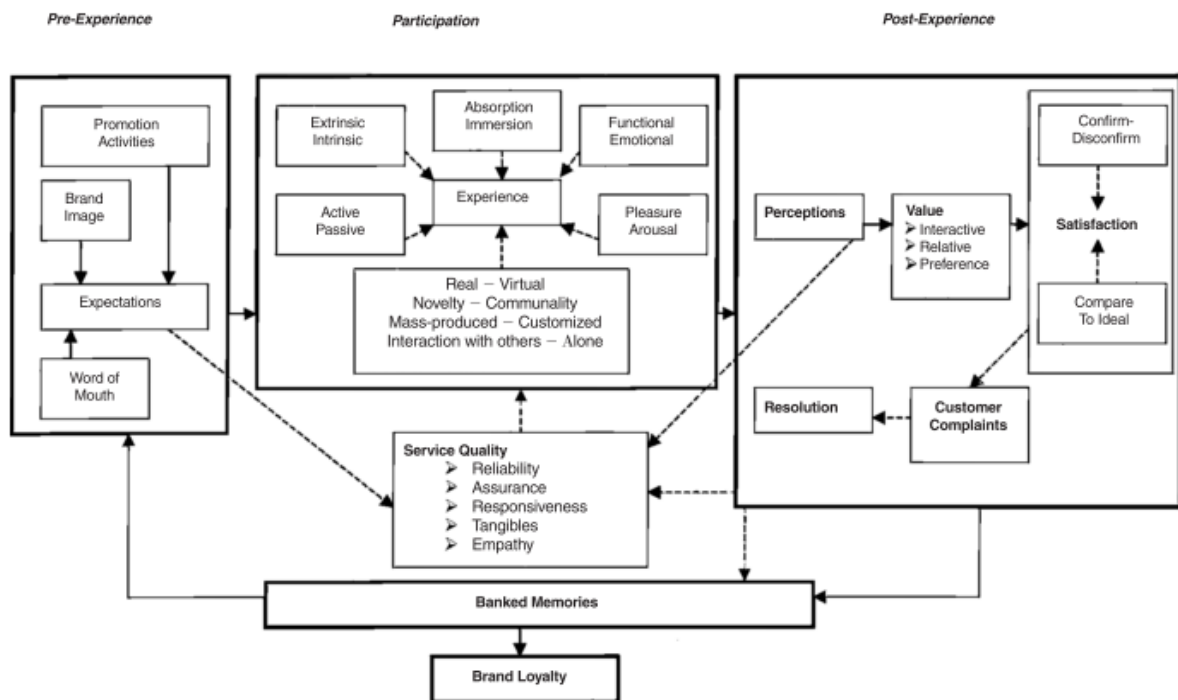 Pre-Experience
Participation
Post-Experience
Promotion
Activities
Brand
Image
Expectations
Word of
Mouth
Extrinsic
Intrinsic
Absorption
Immersion
Functional
Emotional
Experience
Active
Passive
Pleasure
Arousal
Real – Virtual
Novelty – Communality
Mass-produced – Customized
Interaction with others – Alone
Service Quality
➢ Reliability
➢ Assurance
➢ Responsiveness
➢ Tangibles
➢ Empathy
Perceptions
Value
➢ Interactive
➢ Relative
➢ Preference
Confirm-
Disconfirm
Satisfaction
Compare
To Ideal
Resolution
Customer
Complaints
Banked Memories
Brand Loyalty